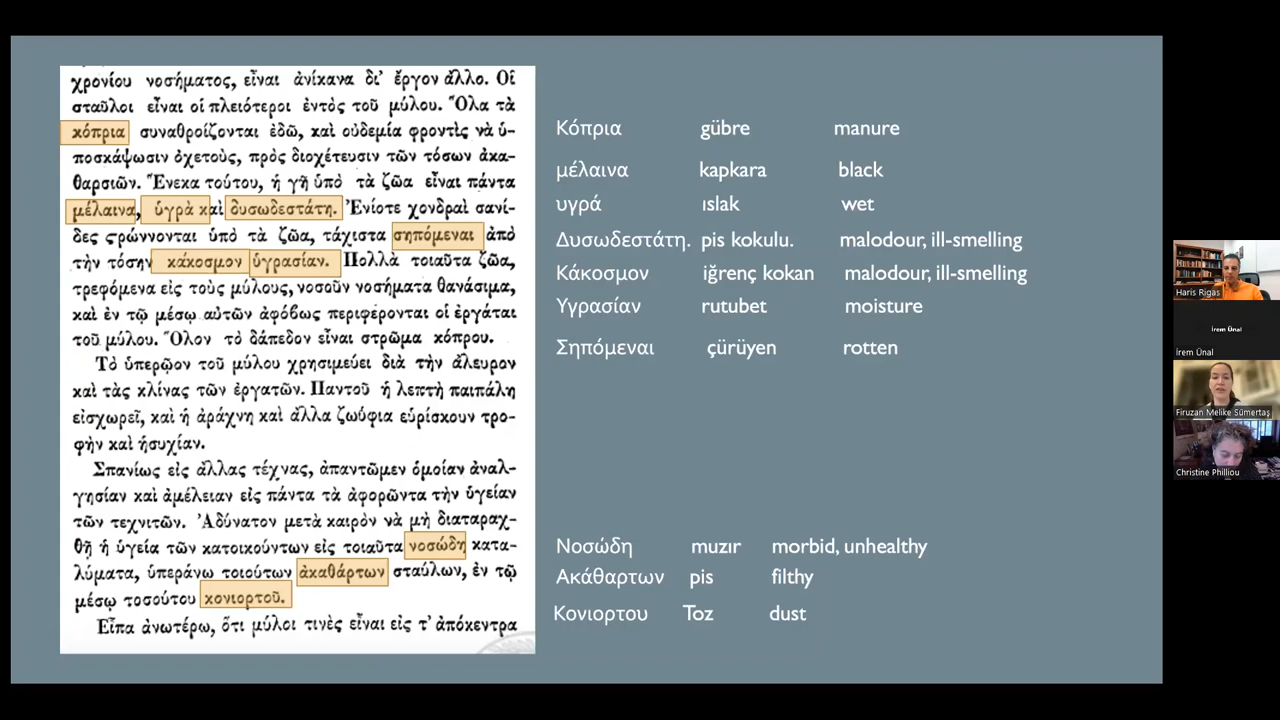 χρονίου νοσήματος, εἶναι ἀνίκανα δι' ἔργον ἄλλο. Οἱ
σταῦλοι εἶναι οἱ πλειότεροι ἐντὸς τοῦ μύλου. Ὅλα τὰ
κόπρια συναθροίζονται ἐδῶ, καὶ οὐδεμία φροντὶς νὰ ὑ-
ποσκάψωσιν ὀχετοὺς, πρὸς διοχέτευσιν τῶν τόσων ἀκα-
θαρσιῶν. Ἕνεκα τούτου, ἡ γῆ ὑπὸ τὰ ζῶα εἶναι πάντα
μέλαινα, ὑγρὰ καὶ δυσωδεστάτη. Ἐνίοτε χονδραὶ σανί-
δες στρώνονται ὑπὸ τὰ ζῶα, τάχιστα σηπόμεναι ἀπὸ
τὴν τόσην κάκοσμον ὑγρασίαν. Πολλὰ τοιαῦτα ζῶα,
τρεφόμενα εἰς τοὺς μύλους, νοσοῦν νοσήματα θανάσιμα,
καὶ ἐν τῷ μέσῳ αὐτῶν ἀφόβως περιφέρονται οἱ ἐργάται
τοῦ μύλου. Ὅλον τὸ δάπεδον εἶναι στρῶμα κόπρου.
Τὸ ὑπερῷον τοῦ μύλου χρησιμεύει διὰ τὴν ἄλευρον
καὶ τὰς κλίνας τῶν ἐργατῶν. Παντοῦ ἡ λεπτὴ παιπάλη
εἰσχωρεῖ, καὶ ἡ ἀράχνη καὶ ἄλλα ζωΰφια εὑρίσκουν τρο-
φὴν καὶ ἡσυχίαν.
Σπανίως εἰς ἄλλας τέχνας, ἀπαντῶμεν ὁμοίαν ἀναλ-
γησίαν καὶ ἀμέλειαν εἰς πάντα τὰ ἀφορῶντα τὴν ὑγείαν
τῶν τεχνιτῶν. Ἀδύνατον μετὰ καιρὸν νὰ μὴ διαταραχ-
θῇ ἡ ὑγεία τῶν κατοικούντων εἰς τοιαῦτα νοσώδη κατα-
λύματα, ὑπεράνω τοιούτων ἀκαθάρτων σταύλων, ἐν τῷ
μέσῳ τοσούτου κονιορτοῦ.
Εἶπα ἀνωτέρω, ὅτι μύλοι τινὲς εἶναι εἰς τ' ἀπόκεντρα
Κόπρια gübre manure
μέλαινα kapkara black
υγρά ıslak wet
Δυσωδεστάτη. pis kokulu. malodour, ill-smelling
Κάκοσμον iğrenç kokan malodour, ill-smelling
Υγρασίαν rutubet moisture
Σηπόμεναι çürüyen rotten
Νοσώδη muzır morbid, unhealthy
Ακάθαρτων pis filthy
Κονιορτου Toz dust
Haris Rigas
İrem Ünal
İrem Ünal
Firuzan Melike Sümertaş
Christine Philliou